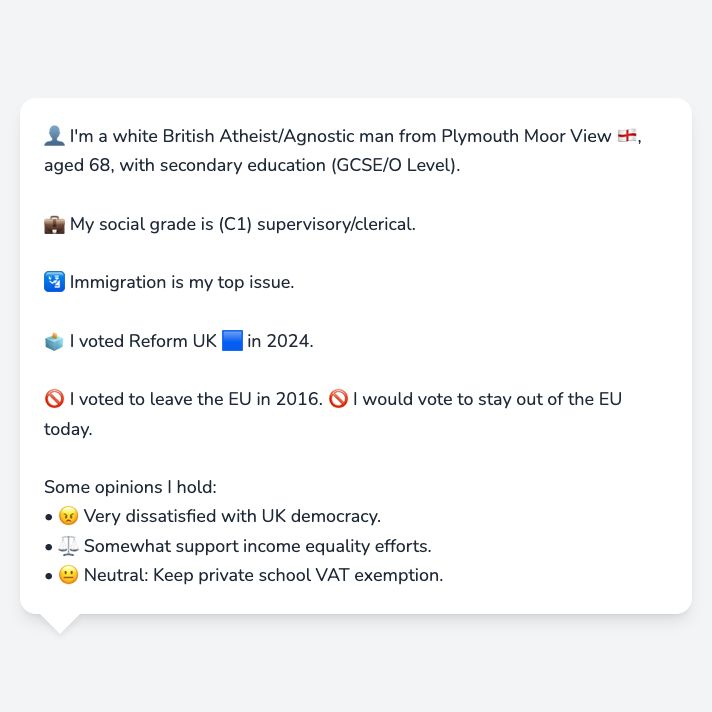 👤 I'm a white British Atheist/Agnostic man from Plymouth Moor View 🏴󠁧󠁢󠁥󠁮󠁧󠁿,
aged 68, with secondary education (GCSE/O Level).
💼 My social grade is (C1) supervisory/clerical.
🛂 Immigration is my top issue.
🗳️ I voted Reform UK 🟦 in 2024.
🚫 I voted to leave the EU in 2016. 🚫 I would vote to stay out of the EU
today.
Some opinions I hold:
• 😠 Very dissatisfied with UK democracy.
• ⚖️ Somewhat support income equality efforts.
• 😐 Neutral: Keep private school VAT exemption.